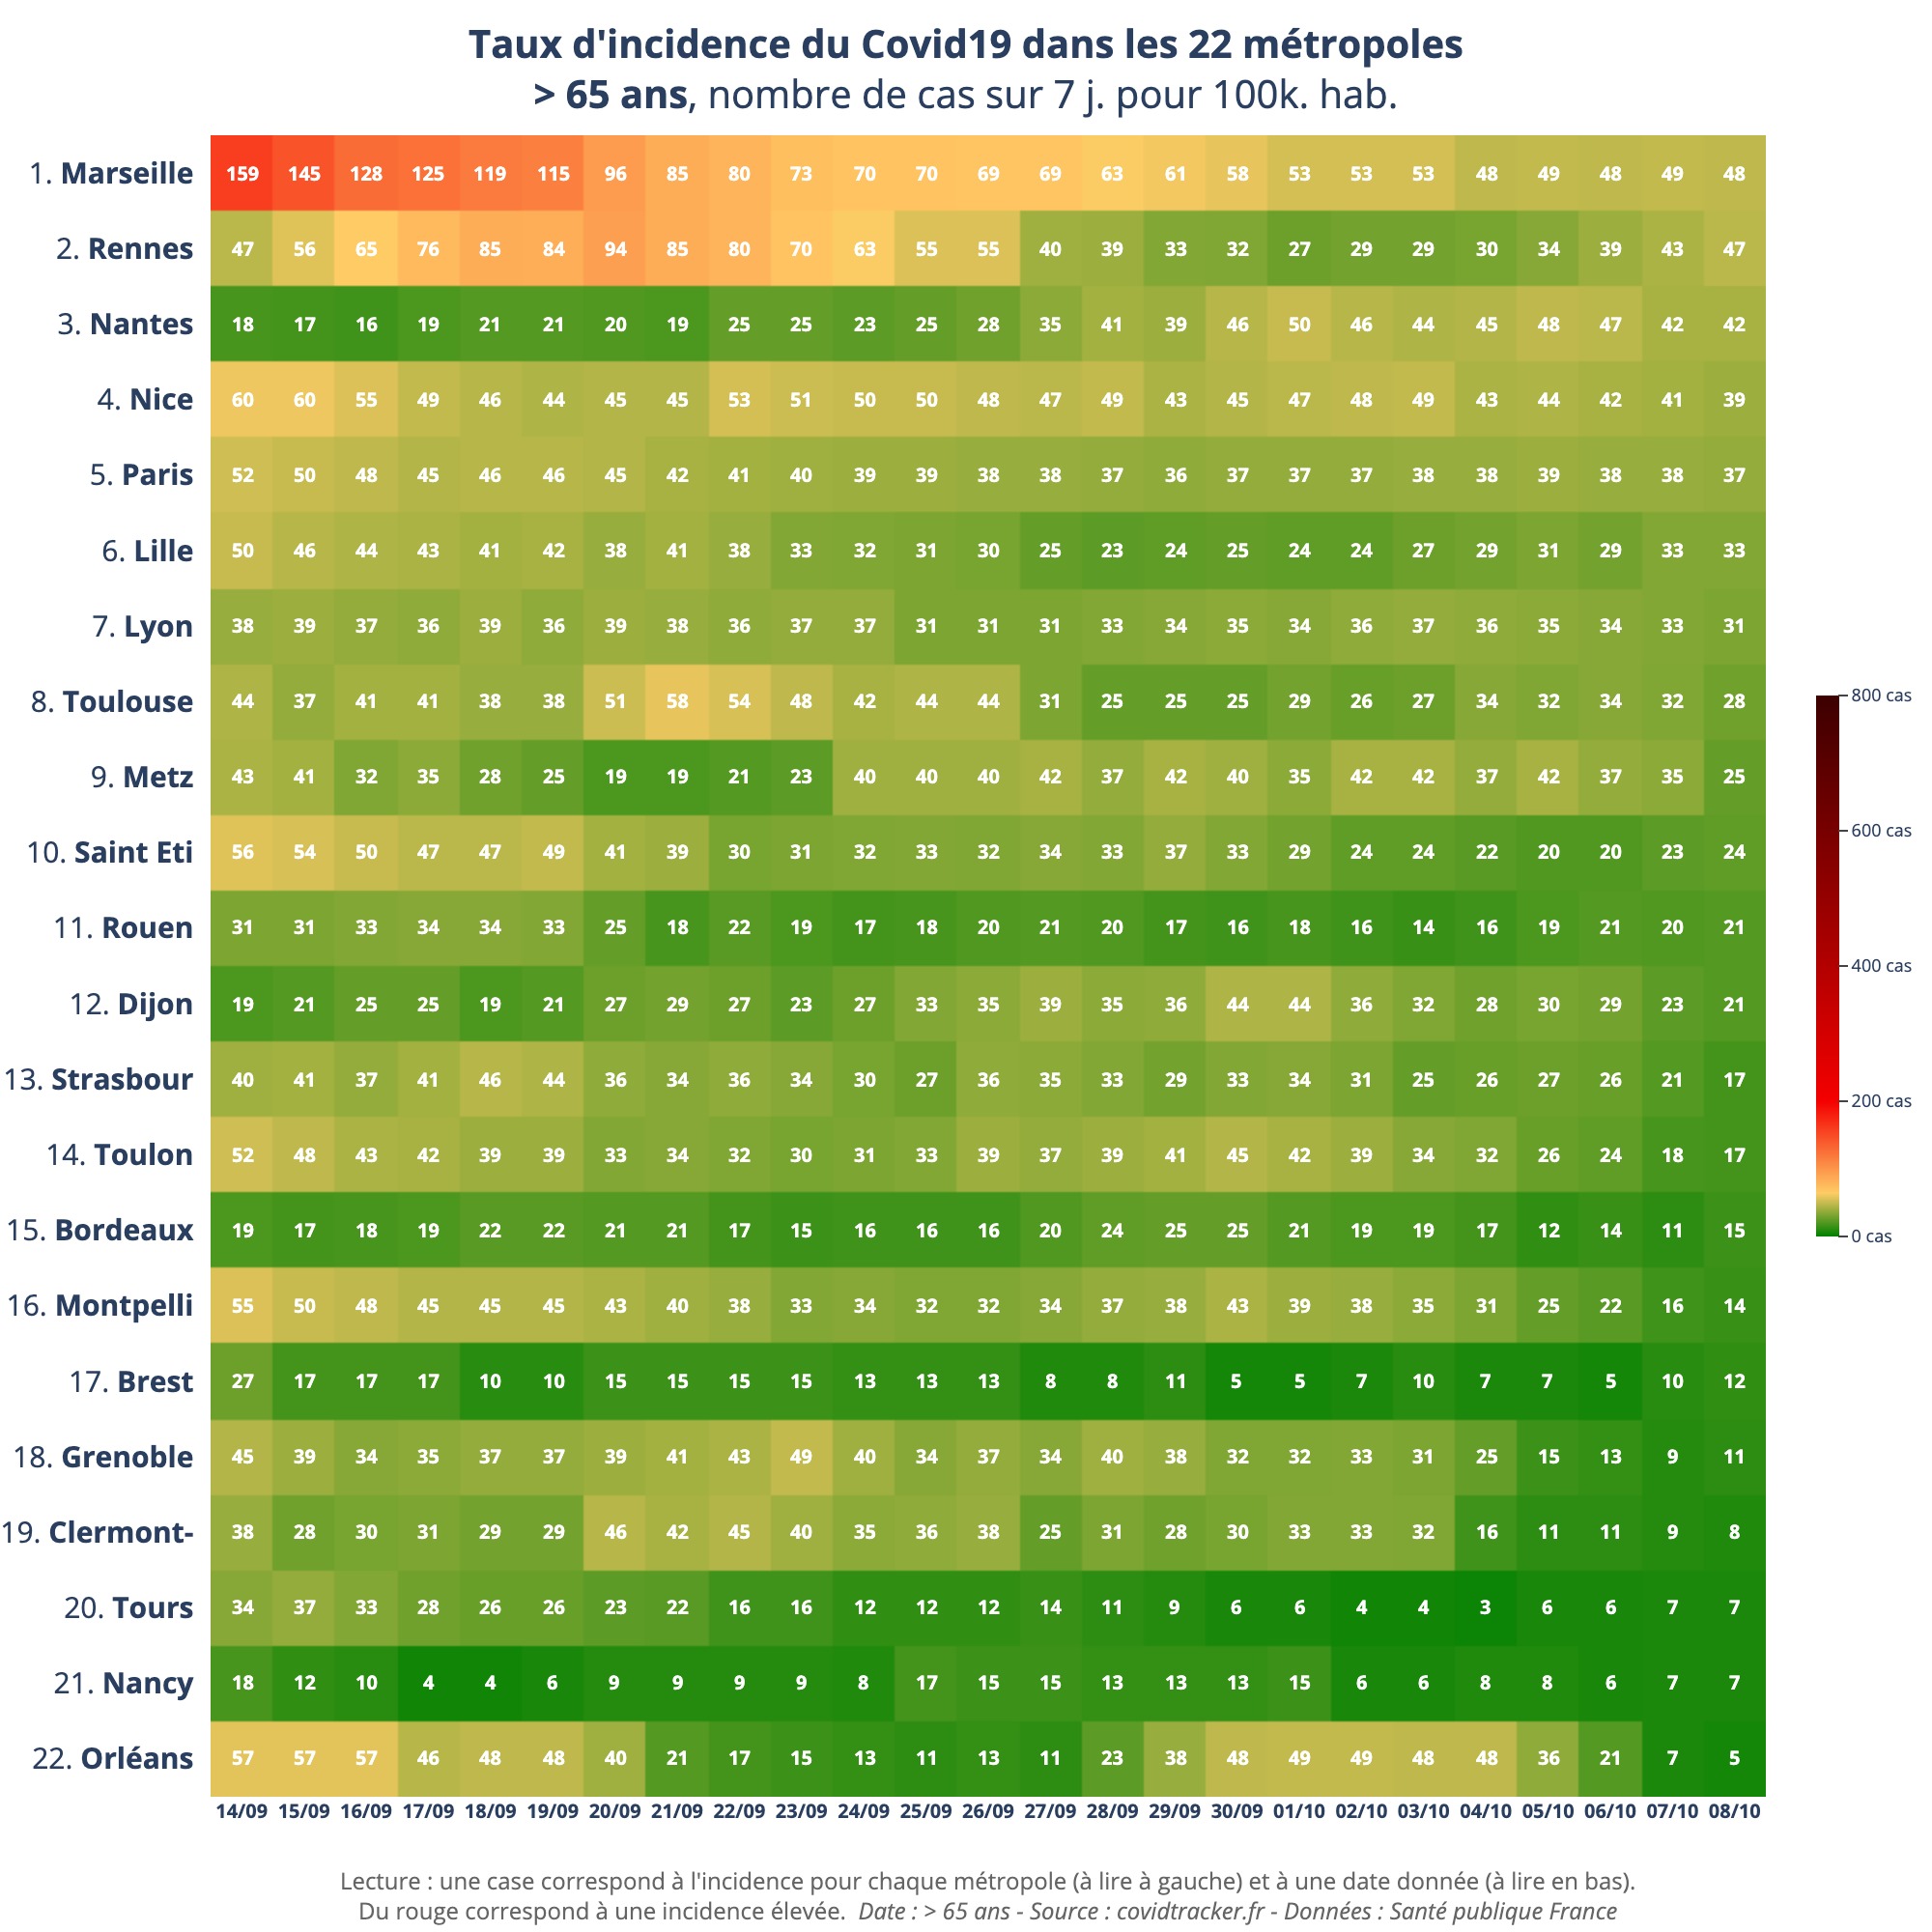 Taux d'incidence du Covid19 dans les 22 métropoles
> 65 ans, nombre de cas sur 7 j. pour 100k. hab.
1. Marseille 159 145 128 125 119 115 96 85 80 73 70 70 69 69 63 61 58 53 53 53 48 49 48 49 48
2. Rennes 47 56 65 76 85 84 94 85 80 70 63 55 55 40 39 33 32 27 29 29 30 34 39 43 47
3. Nantes 18 17 16 19 21 21 20 19 25 25 23 25 28 35 41 39 46 50 46 44 45 48 47 42 42
4. Nice 60 60 55 49 46 44 45 45 53 51 50 50 48 47 49 43 45 47 48 49 43 44 42 41 39
5. Paris 52 50 48 45 46 46 45 42 41 40 39 39 38 38 37 36 37 37 37 38 38 39 38 38 37
6. Lille 50 46 44 43 41 42 38 41 38 33 32 31 30 25 23 24 25 24 24 27 29 31 29 33 33
7. Lyon 38 39 37 36 39 36 39 38 36 37 37 31 31 31 33 34 35 34 36 37 36 35 34 33 31
8. Toulouse 44 37 41 41 38 38 51 58 54 48 42 44 44 31 25 25 25 29 26 27 34 32 34 32 28
9. Metz 43 41 32 35 28 25 19 19 21 23 40 40 40 42 37 42 40 35 42 42 37 42 37 35 25
10. Saint Eti 56 54 50 47 47 49 41 39 30 31 32 33 32 34 33 37 33 29 24 24 22 20 20 23 24
11. Rouen 31 31 33 34 34 33 25 18 22 19 17 18 20 21 20 17 16 18 16 14 16 19 21 20 21
12. Dijon 19 21 25 25 19 21 27 29 27 23 27 33 35 39 35 36 44 44 36 32 28 30 29 23 21
13. Strasbour 40 41 37 41 46 44 36 34 36 34 30 27 36 35 33 29 33 34 31 25 26 27 26 21 17
14. Toulon 52 48 43 42 39 39 33 34 32 30 31 33 39 37 39 41 45 42 39 34 32 26 24 18 17
15. Bordeaux 19 17 18 19 22 22 21 21 17 15 16 16 16 20 24 25 25 21 19 19 17 12 14 11 15
16. Montpelli 55 50 48 45 45 45 43 40 38 33 34 32 32 34 37 38 43 39 38 35 31 25 22 16 14
17. Brest 27 17 17 17 10 10 15 15 15 15 13 13 13 8 8 11 5 5 7 10 7 7 5 10 12
18. Grenoble 45 39 34 35 37 37 39 41 43 49 40 34 37 34 40 38 32 32 33 31 25 15 13 9 11
19. Clermont- 38 28 30 31 29 29 46 42 45 40 35 36 38 25 31 28 30 33 33 32 16 11 11 9 8
20. Tours 34 37 33 28 26 26 23 22 16 16 12 12 12 14 11 9 6 6 4 4 3 6 6 7 7
21. Nancy 18 12 10 4 4 6 9 9 9 9 8 17 15 15 13 13 13 15 6 6 8 8 6 7 7
22. Orléans 57 57 57 46 48 48 40 21 17 15 13 11 13 11 23 38 48 49 49 48 48 36 21 7 5
14/09 15/09 16/09 17/09 18/09 19/09 20/09 21/09 22/09 23/09 24/09 25/09 26/09 27/09 28/09 29/09 30/09 01/10 02/10 03/10 04/10 05/10 06/10 07/10 08/10
800 cas
600 cas
400 cas
200 cas
0 cas
Lecture : une case correspond à l'incidence pour chaque métropole (à lire à gauche) et à une date donnée (à lire en bas).
Du rouge correspond à une incidence élevée. Date : > 65 ans - Source : covidtracker.fr - Données : Santé publique France